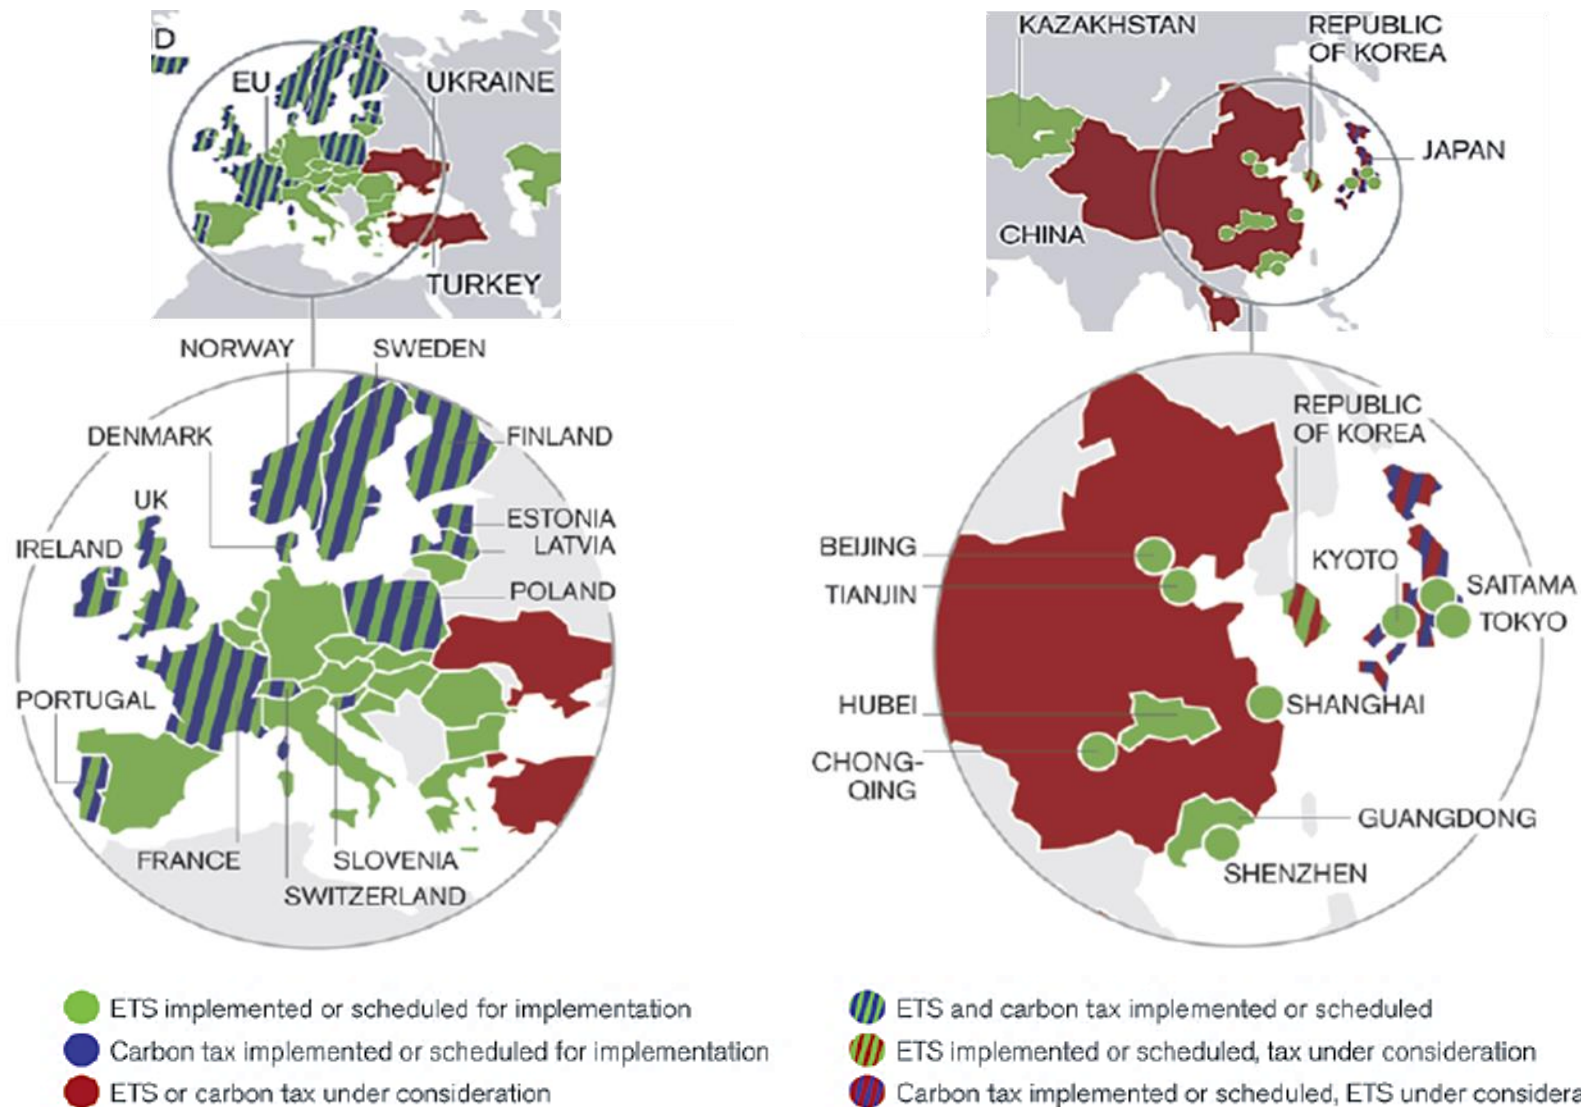 D
EU
UKRAINE
TURKEY
NORWAY
SWEDEN
DENMARK
FINLAND
UK
ESTONIA
IRELAND
LATVIA
POLAND
PORTUGAL
FRANCE
SLOVENIA
SWITZERLAND
KAZAKHSTAN
REPUBLIC
OF KOREA
JAPAN
CHINA
REPUBLIC
OF KOREA
BEIJING
KYOTO
TIANJIN
SAITAMA
TOKYO
HUBEI
SHANGHAI
CHONG-
QING
GUANGDONG
SHENZHEN
ETS implemented or scheduled for implementation
Carbon tax implemented or scheduled for implementation
ETS or carbon tax under consideration
ETS and carbon tax implemented or scheduled
ETS implemented or scheduled, tax under consideration
Carbon tax implemented or scheduled, ETS under considera